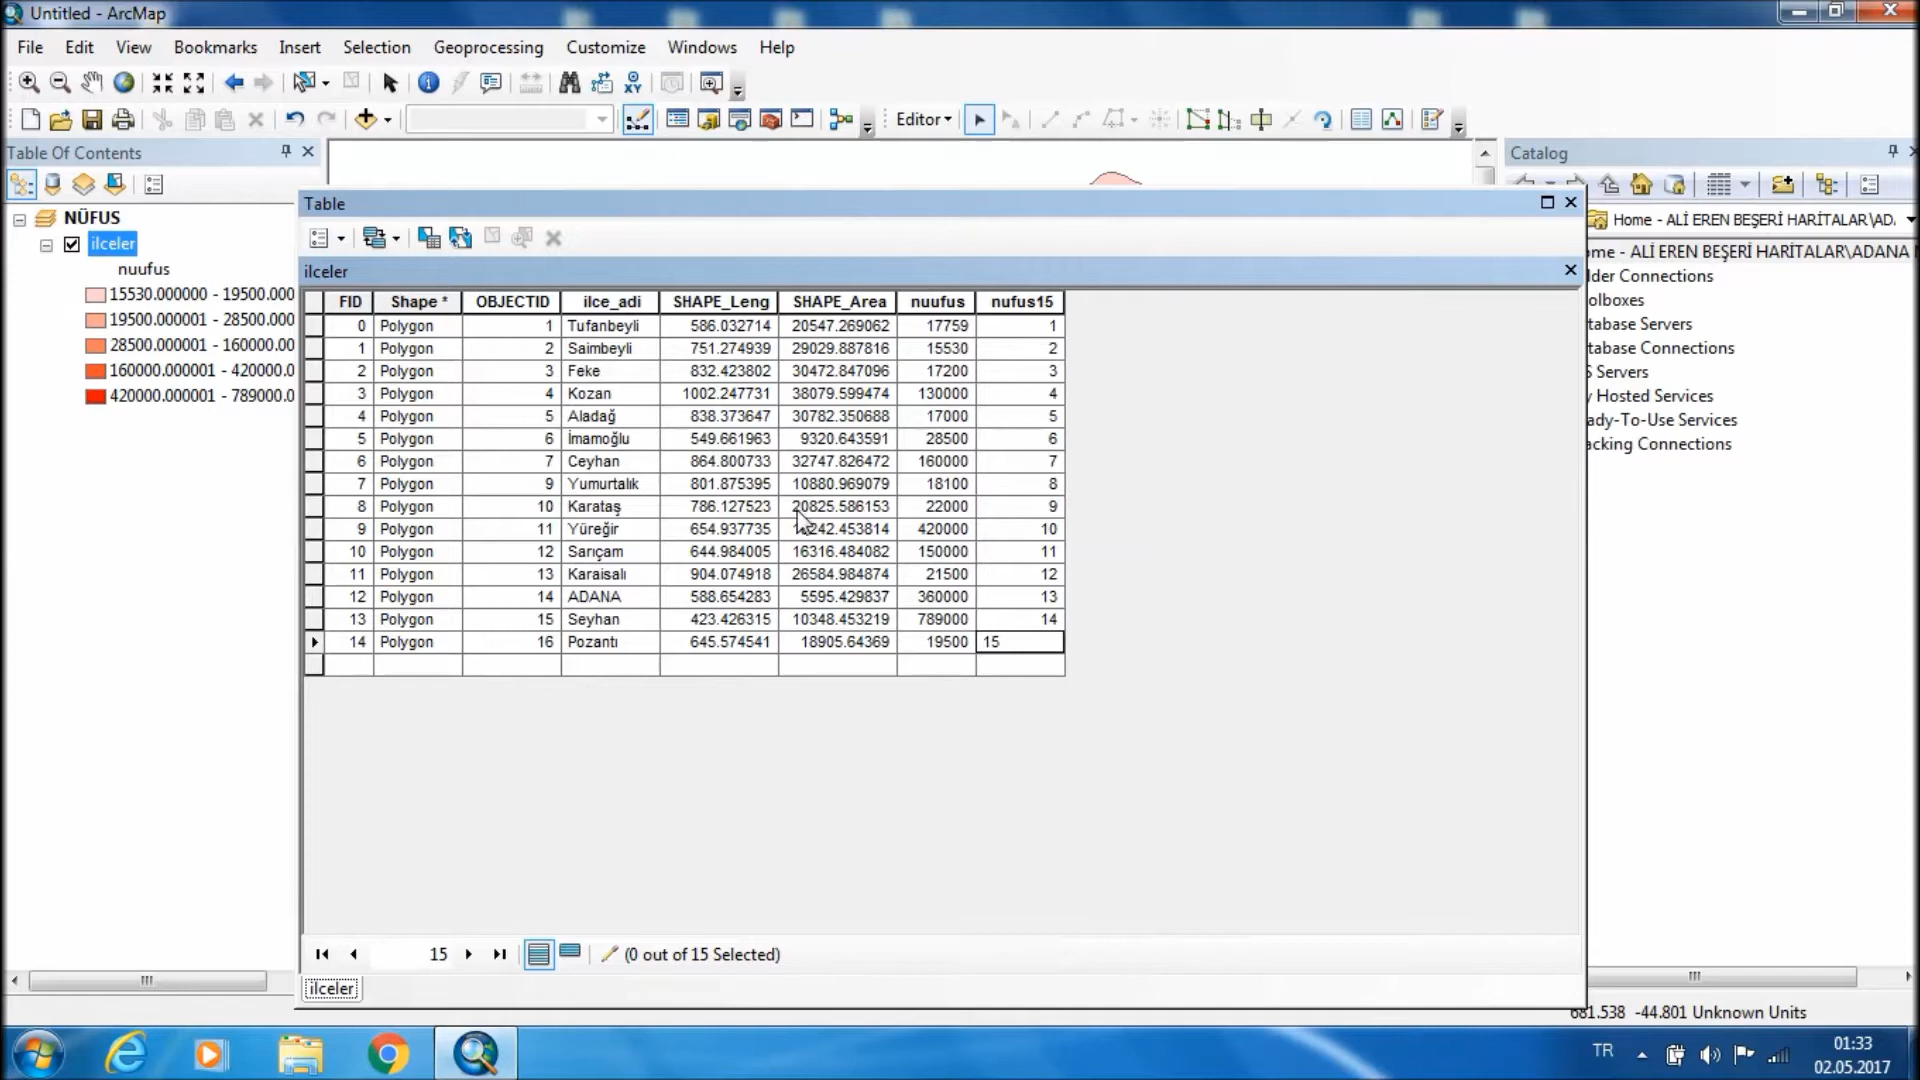 Untitled - ArcMap
File Edit View Bookmarks Insert Selection Geoprocessing Customize Windows Help
XY
Editor
Table Of Contents
Catalog
NÜFUS
ilceler
nuufus
15530.000000 - 19500.000
19500.000001 - 28500.000
28500.000001 - 160000.00
160000.000001 - 420000.0
420000.000001 - 789000.0
Table
ilceler
FID Shape * OBJECTID ilce_adi SHAPE_Leng SHAPE_Area nuufus nufus15
0 Polygon 1 Tufanbeyli 586.032714 20547.269062 17759 1
1 Polygon 2 Saimbeyli 751.274939 29029.887816 15530 2
2 Polygon 3 Feke 832.423802 30472.847096 17200 3
3 Polygon 4 Kozan 1002.247731 38079.599474 130000 4
4 Polygon 5 Aladağ 838.373647 30782.350688 17000 5
5 Polygon 6 İmamoğlu 549.661963 9320.643591 28500 6
6 Polygon 7 Ceyhan 864.800733 32747.826472 160000 7
7 Polygon 9 Yumurtalık 801.875395 10880.969079 18100 8
8 Polygon 10 Karataş 786.127523 20825.586153 22000 9
9 Polygon 11 Yüreğir 654.937735 242.453814 420000 10
10 Polygon 12 Sarıçam 644.984005 16316.484082 150000 11
11 Polygon 13 Karaisalı 904.074918 26584.984874 21500 12
12 Polygon 14 ADANA 588.654283 5595.429837 360000 13
13 Polygon 15 Seyhan 423.426315 10348.453219 789000 14
14 Polygon 16 Pozantı 645.574541 18905.64369 19500 15
15 (0 out of 15 Selected)
ilceler
Home - ALİ EREN BEŞERİ HARİTALAR\AD.
me - ALİ EREN BEŞERİ HARİTALAR\ADANA
lder Connections
olboxes
tabase Servers
tabase Connections
S Servers
y Hosted Services
ady-To-Use Services
acking Connections
681.538 -44.801 Unknown Units
TR
01:33
02.05.2017